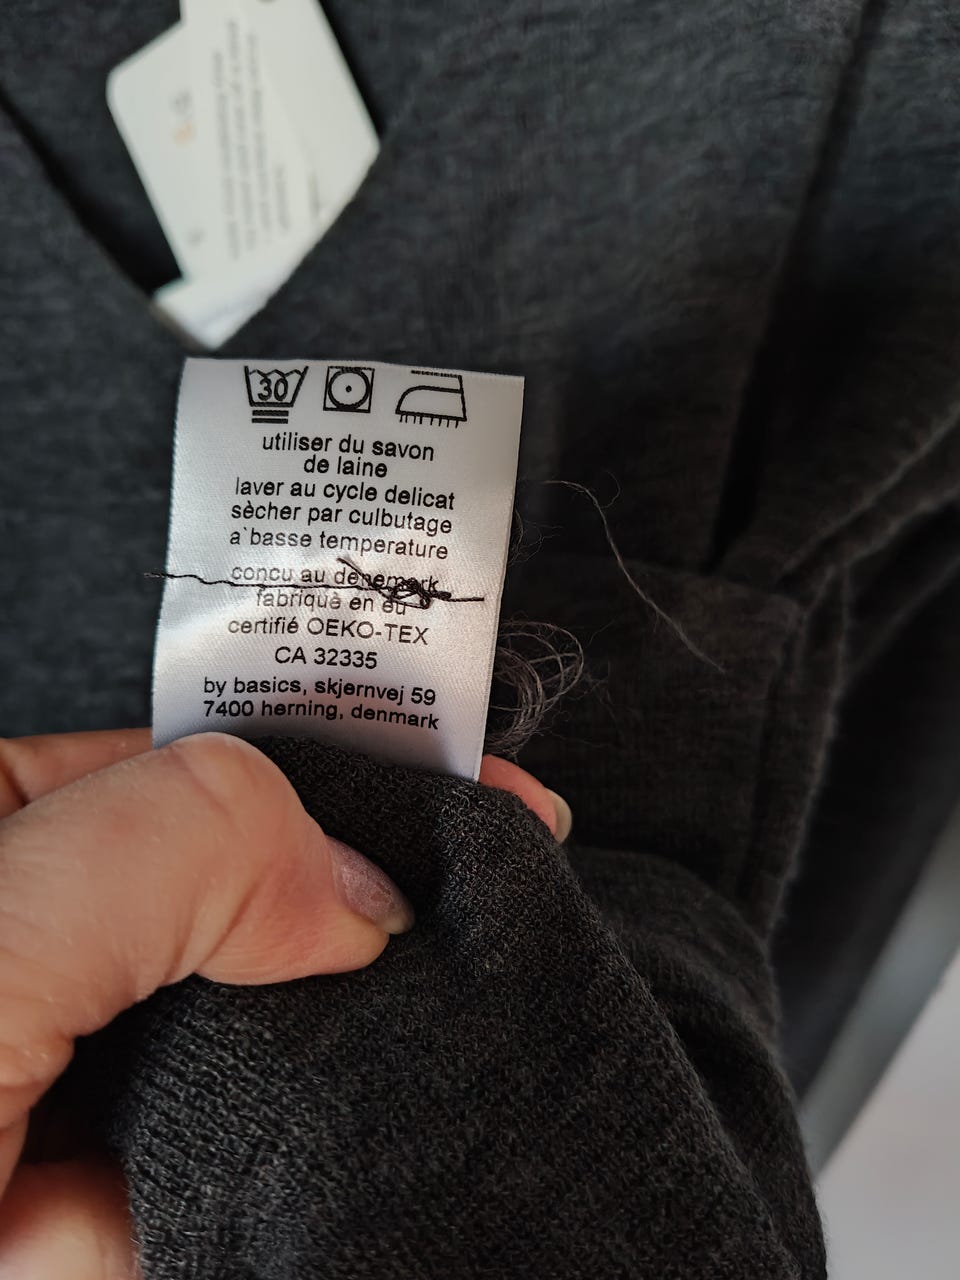 30
utiliser du savon
de laine
laver au cycle delicat
sècher par culbutage
a`basse temperature
concu au denemark
fabriquè en eu
certifié OEKO-TEX
CA 32335
by basics, skjernvej 59
7400 herning, denmark